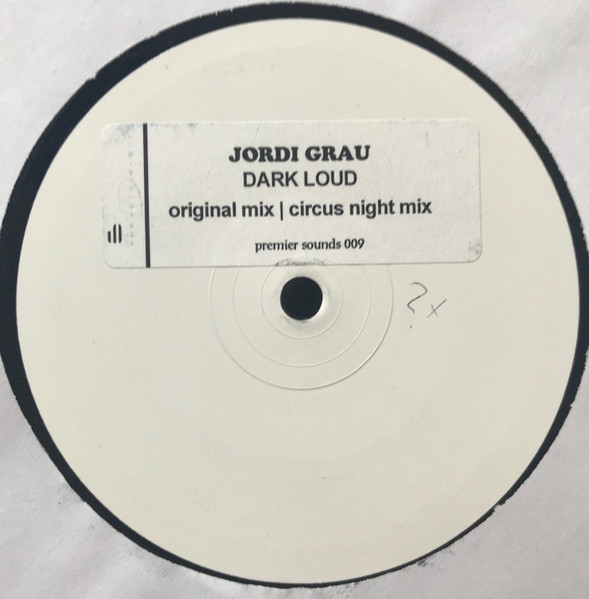 JORDI GRAU
DARK LOUD
original mix | circus night mix
premier sounds 009
?x